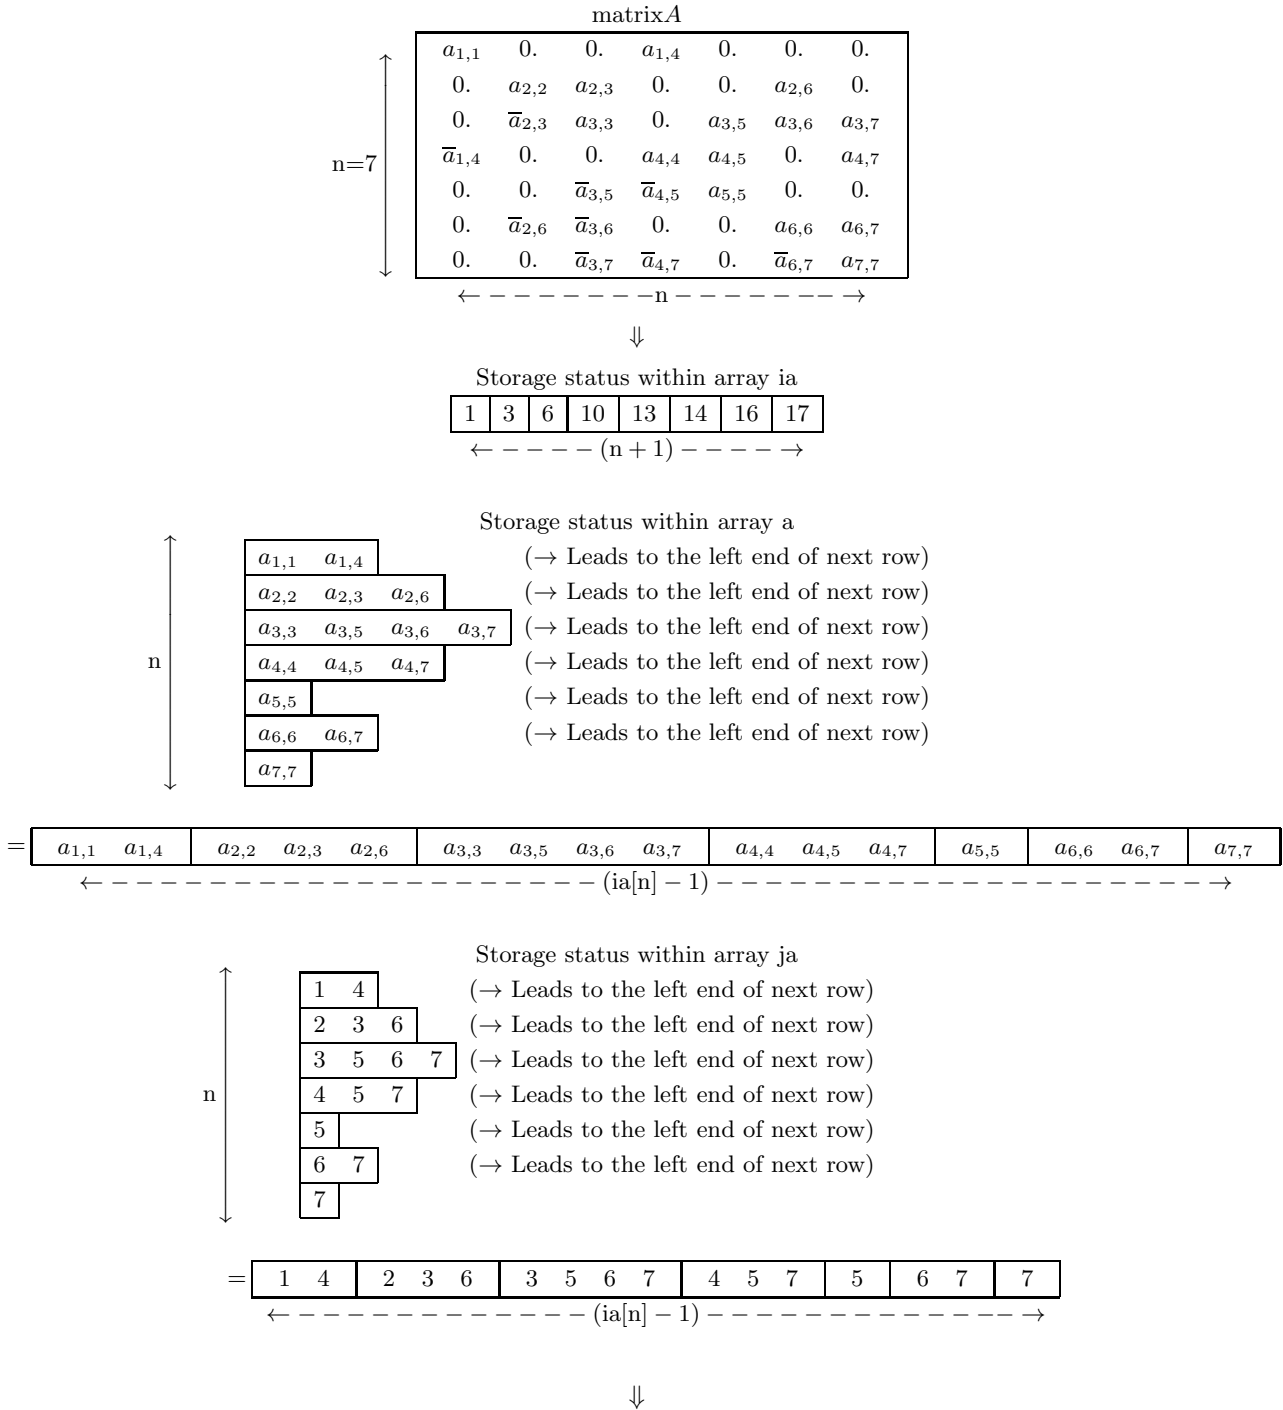 matrixA
a1,1 0. 0. a1,4 0. 0. 0.
0. a2,2 a2,3 0. 0. a2,6 0.
0. a̅2,3 a3,3 0. a3,5 a3,6 a3,7
n=7
a̅1,4 0. 0. a4,4 a4,5 0. a4,7
0. 0. a̅3,5 a̅4,5 a5,5 0. 0.
0. a̅2,6 a̅3,6 0. 0. a6,6 a6,7
0. 0. a̅3,7 a̅4,7 0. a̅6,7 a7,7
←−−−−−−−−n−−−−−−−−→
⇓
Storage status within array ia
1 3 6 10 13 14 16 17
←−−−−(n + 1)−−−−→
Storage status within array a
a1,1 a1,4 (→ Leads to the left end of next row)
a2,2 a2,3 a2,6 (→ Leads to the left end of next row)
a3,3 a3,5 a3,6 a3,7 (→ Leads to the left end of next row)
n a4,4 a4,5 a4,7 (→ Leads to the left end of next row)
a5,5 (→ Leads to the left end of next row)
a6,6 a6,7 (→ Leads to the left end of next row)
a7,7
= a1,1 a1,4 a2,2 a2,3 a2,6 a3,3 a3,5 a3,6 a3,7 a4,4 a4,5 a4,7 a5,5 a6,6 a6,7 a7,7
←−−−−−−−−−−−−−−−−−−−−−(ia[n] − 1)−−−−−−−−−−−−−−−−−−−−−→
Storage status within array ja
1 4 (→ Leads to the left end of next row)
2 3 6 (→ Leads to the left end of next row)
3 5 6 7 (→ Leads to the left end of next row)
n 4 5 7 (→ Leads to the left end of next row)
5 (→ Leads to the left end of next row)
6 7 (→ Leads to the left end of next row)
7
= 1 4 2 3 6 3 5 6 7 4 5 7 5 6 7 7
←−−−−−−−−−−−−−(ia[n] − 1)−−−−−−−−−−−−−−→
⇓